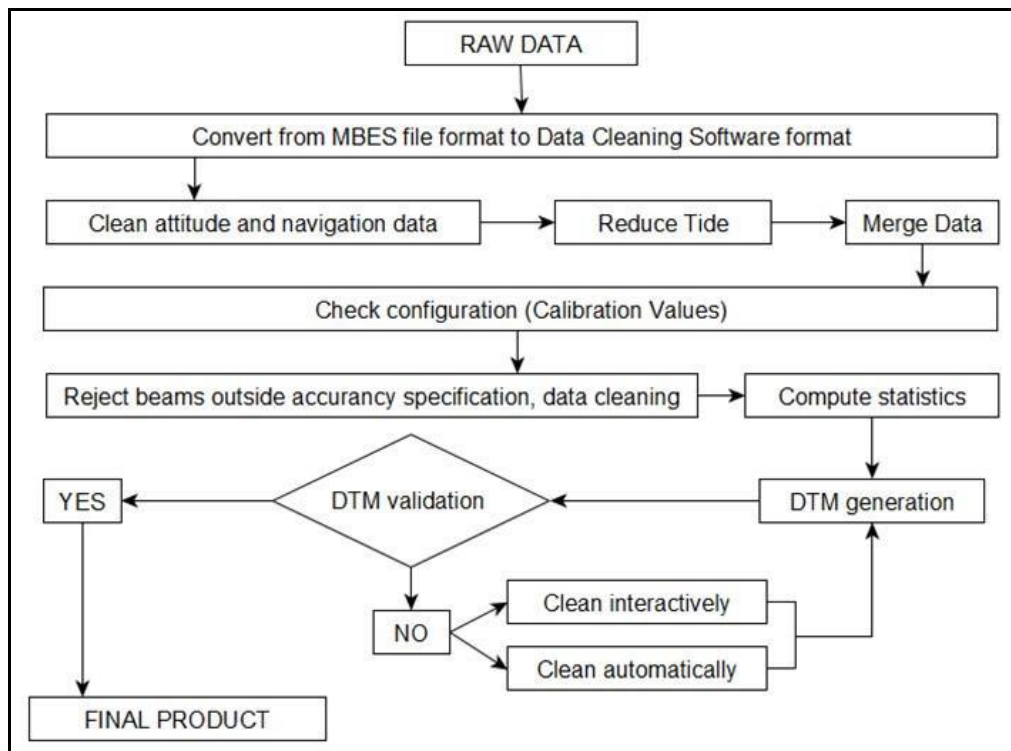 RAW DATA
Convert from MBES file format to Data Cleaning Software format
Clean attitude and navigation data
Reduce Tide
Merge Data
Check configuration (Calibration Values)
Reject beams outside accurancy specification, data cleaning
Compute statistics
DTM generation
DTM validation
YES
NO
Clean interactively
Clean automatically
FINAL PRODUCT